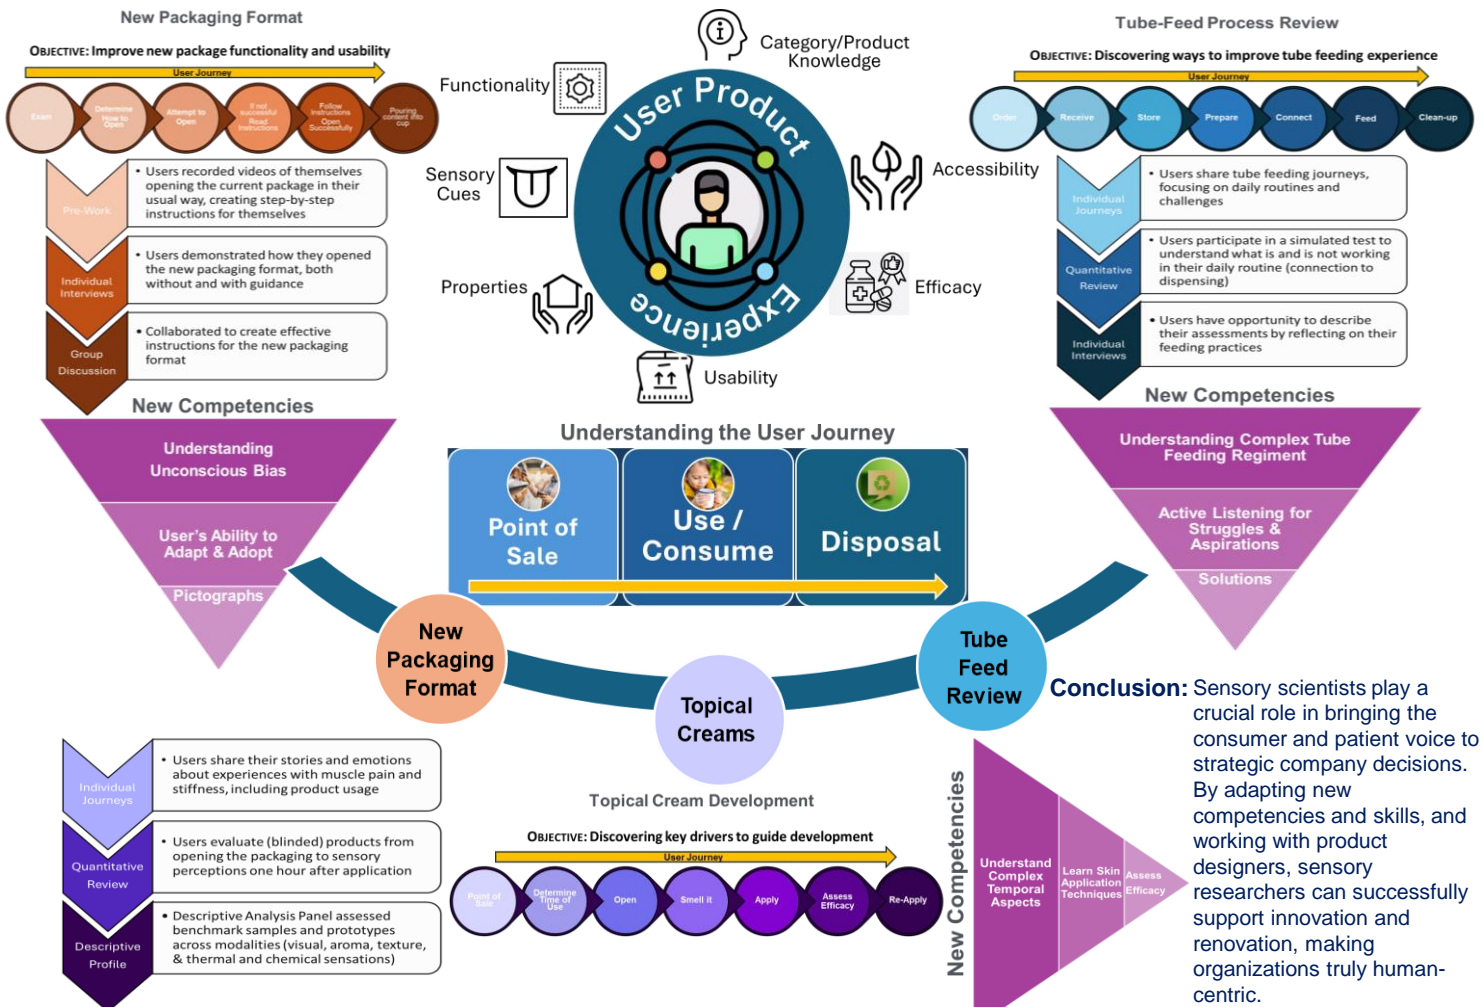 New Packaging Format
OBJECTIVE: Improve new package functionality and usability
User Journey
Exam
Determine
How to
Open
Attempt to
Open
If not
successful
Read
Instructions
Follow
Instructions
Open
Successfully
Pouring
content into
cup
Pre-Work
• Users recorded videos of themselves
opening the current package in their
usual way, creating step-by-step
instructions for themselves
Individual
Interviews
• Users demonstrated how they opened
the new packaging format, both
without and with guidance
Group
Discussion
• Collaborated to create effective
instructions for the new packaging
format
New Competencies
Understanding
Unconscious Bias
User's Ability to
Adapt & Adopt
Pictographs
User Product
Experience
Category/Product
Knowledge
Functionality
Sensory
Cues
Accessibility
Properties
Efficacy
Usability
Understanding the User Journey
Point of
Sale
Use /
Consume
Disposal
Tube-Feed Process Review
OBJECTIVE: Discovering ways to improve tube feeding experience
User Journey
Order
Receive
Store
Prepare
Connect
Feed
Clean-up
Individual
Journeys
• Users share tube feeding journeys,
focusing on daily routines and
challenges
Quantitative
Review
• Users participate in a simulated test to
understand what is and is not working
in their daily routine (connection to
dispensing)
Individual
Interviews
• Users have opportunity to describe
their assessments by reflecting on their
feeding practices
New Competencies
Understanding Complex Tube
Feeding Regiment
Active Listening for
Struggles &
Aspirations
Solutions
New
Packaging
Format
Topical
Creams
Tube
Feed
Review
Individual
Journeys
• Users share their stories and emotions
about experiences with muscle pain and
stiffness, including product usage
Quantitative
Review
• Users evaluate (blinded) products from
opening the packaging to sensory
perceptions one hour after application
Descriptive
Profile
• Descriptive Analysis Panel assessed
benchmark samples and prototypes
across modalities (visual, aroma, texture,
& thermal and chemical sensations)
Topical Cream Development
OBJECTIVE: Discovering key drivers to guide development
User Journey
Point of
Sale
Determine
Time of
Use
Open
Smell it
Apply
Assess
Efficacy
Re-Apply
New Competencies
Understand
Complex
Temporal
Aspects
Learn Skin
Application
Techniques
Assess
Efficacy
Conclusion: Sensory scientists play a
crucial role in bringing the
consumer and patient voice to
strategic company decisions.
By adapting new
competencies and skills, and
working with product
designers, sensory
researchers can successfully
support innovation and
renovation, making
organizations truly human-
centric.